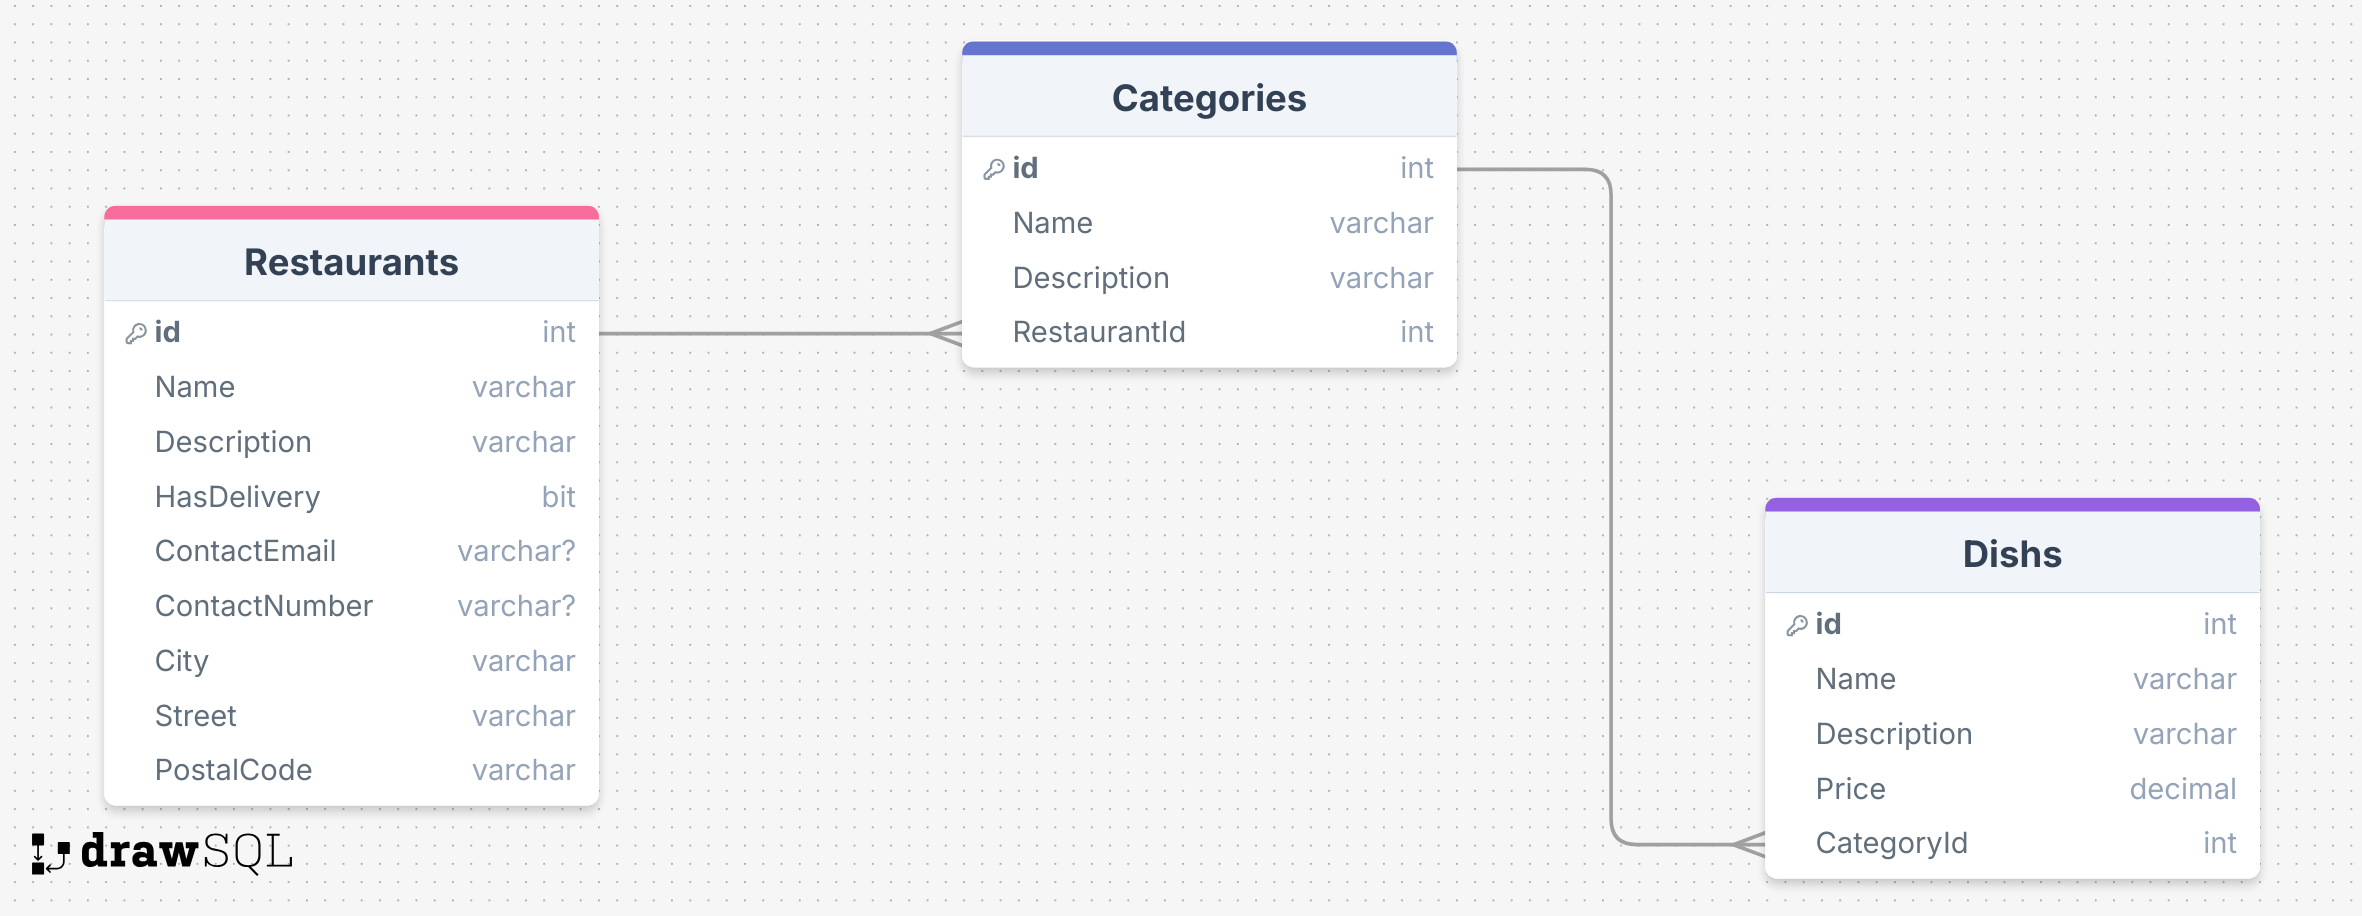 Restaurants
id int
Name varchar
Description varchar
HasDelivery bit
ContactEmail varchar?
ContactNumber varchar?
City varchar
Street varchar
PostalCode varchar
Categories
id int
Name varchar
Description varchar
RestaurantId int
Dishs
id int
Name varchar
Description varchar
Price decimal
CategoryId int
drawSQL